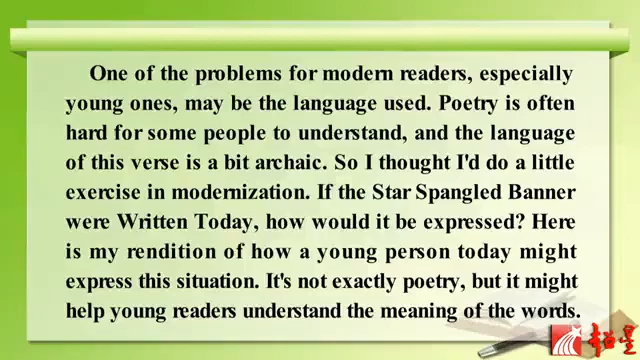 One of the problems for modern readers, especially
young ones, may be the language used. Poetry is often
hard for some people to understand, and the language
of this verse is a bit archaic. So I thought I'd do a little
exercise in modernization. If the Star Spangled Banner
were Written Today, how would it be expressed? Here
is my rendition of how a young person today might
express this situation. It's not exactly poetry, but it might
help young readers understand the meaning of the words.
超星